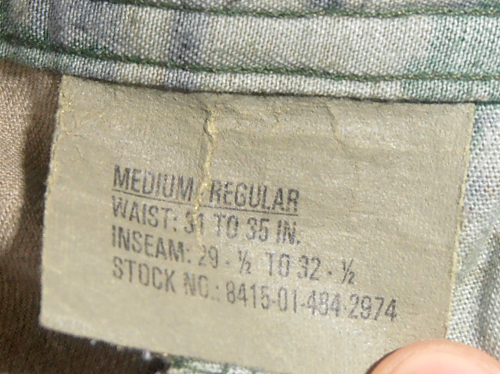 MEDIUM/REGULAR
WAIST: 31 TO 35 IN.
INSEAM: 29 - ½ TO 32 - ½
STOCK NO.: 8415-01-484-2974